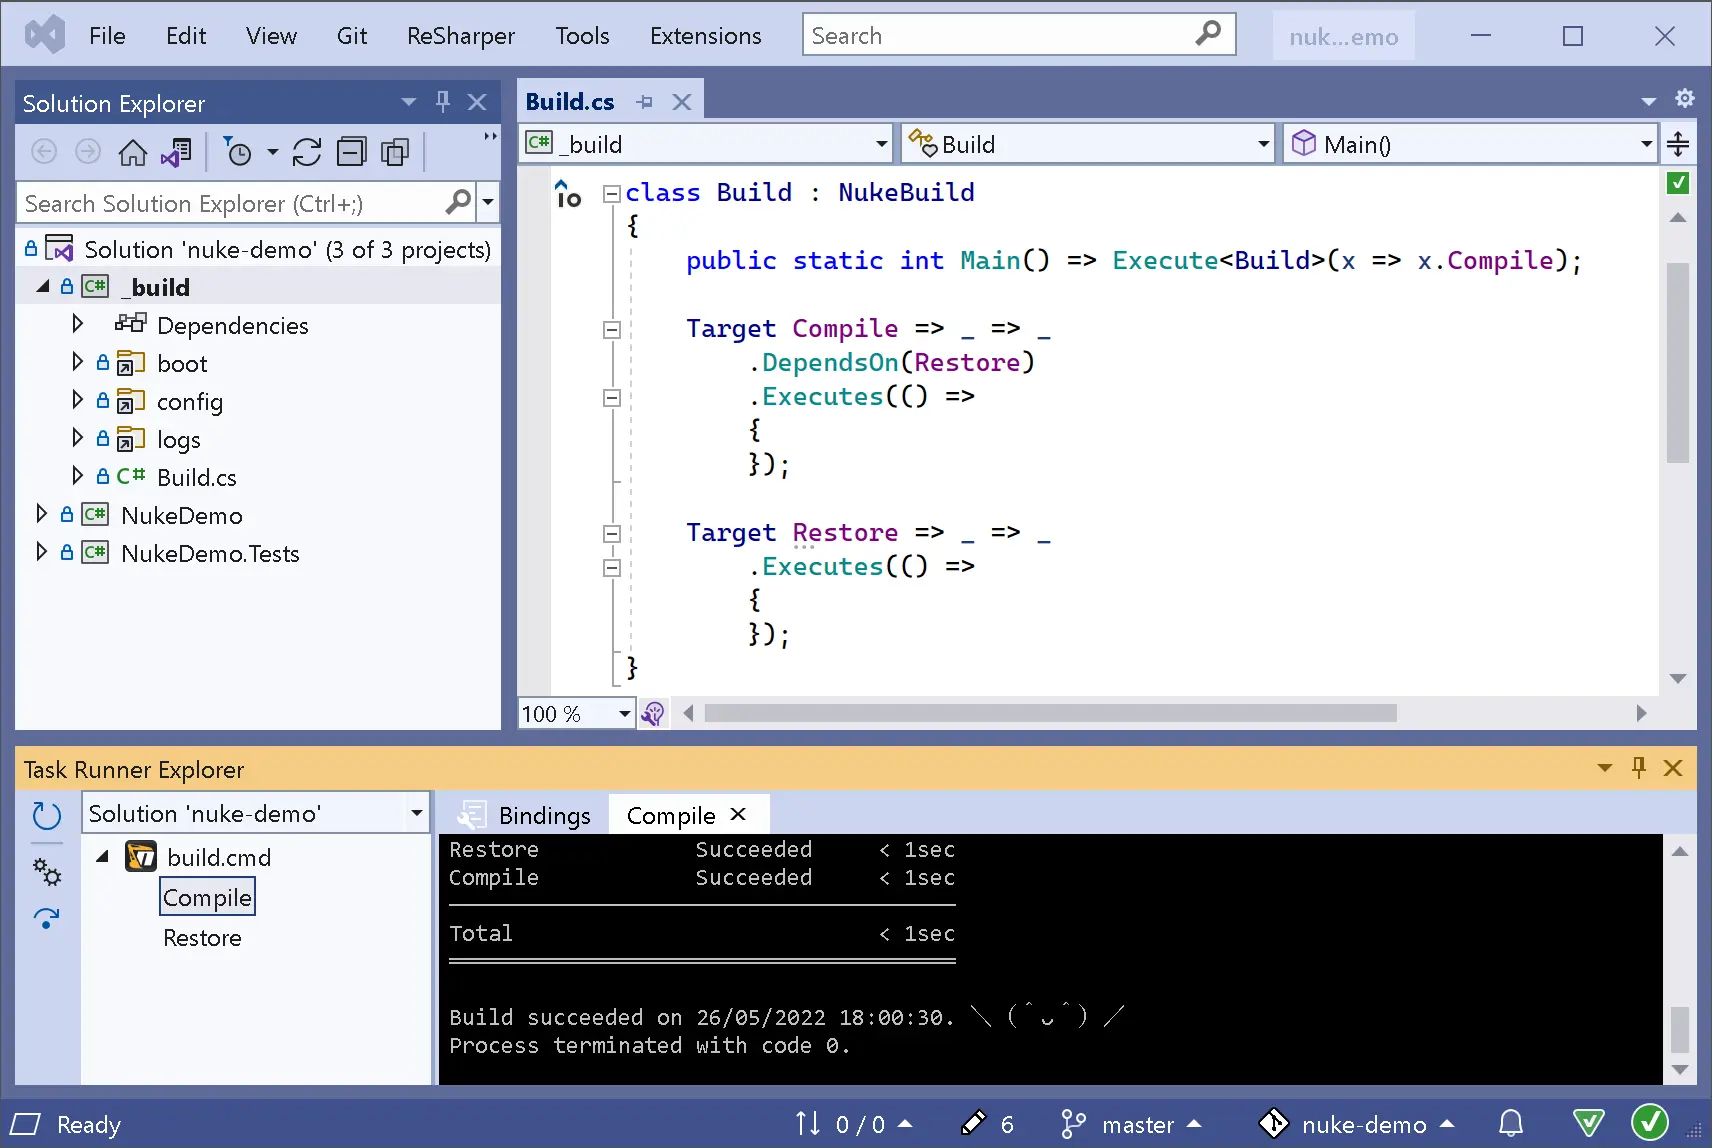 File Edit View Git ReSharper Tools Extensions Search nuk...emo
Solution Explorer
Search Solution Explorer (Ctrl+;)
Solution 'nuke-demo' (3 of 3 projects)
C# _build
Dependencies
boot
config
logs
C# Build.cs
C# NukeDemo
C# NukeDemo.Tests
Build.cs
C# _build Build Main()
class Build : NukeBuild
{
public static int Main() => Execute<Build>(x => x.Compile);
Target Compile => _ => _
.DependsOn(Restore)
.Executes(() =>
{
});
Target Restore => _ => _
.Executes(() =>
{
});
}
100 %
Task Runner Explorer
Solution 'nuke-demo'
build.cmd
Compile
Restore
Bindings Compile
Restore Succeeded < 1sec
Compile Succeeded < 1sec
Total < 1sec
Build succeeded on 26/05/2022 18:00:30. ＼（＾ᴗ＾）／
Process terminated with code 0.
Ready 0 / 0 6 master nuke-demo